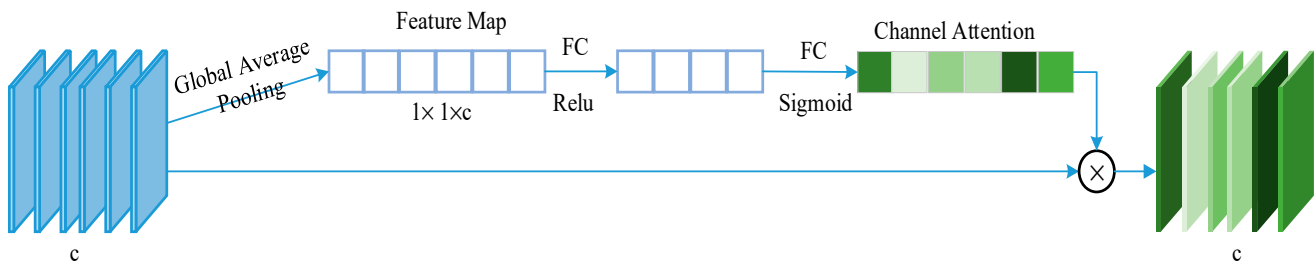 Global Average
Pooling
Feature Map
1× 1×c
FC
Relu
FC
Sigmoid
Channel Attention
×
c
c